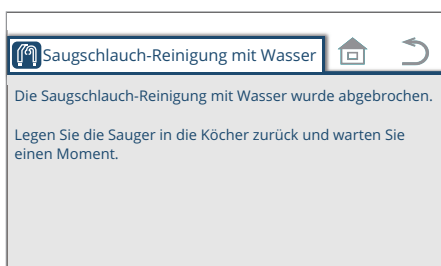 Saugschlauch-Reinigung mit Wasser
Die Saugschlauch-Reinigung mit Wasser wurde abgebrochen.
Legen Sie die Sauger in die Köcher zurück und warten Sie
einen Moment.